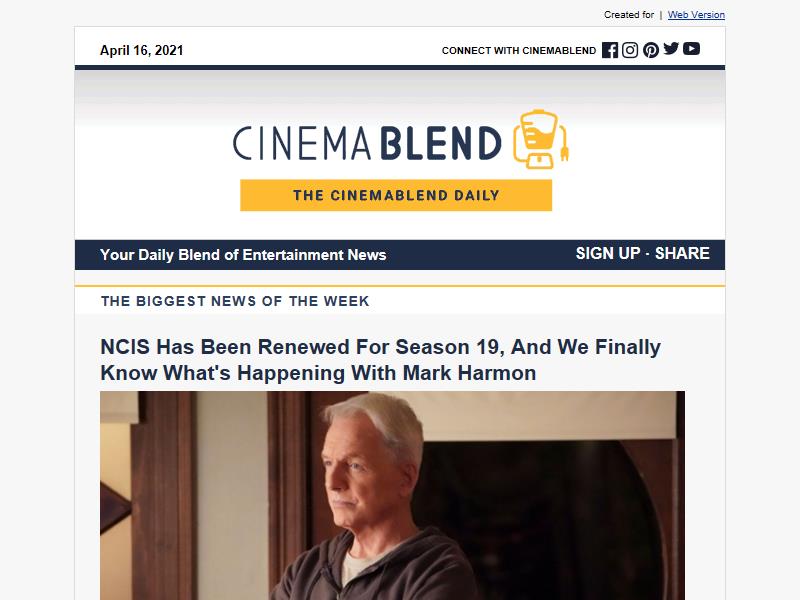 Created for | Web Version
April 16, 2021
CONNECT WITH CINEMABLEND
CINEMABLEND
THE CINEMABLEND DAILY
Your Daily Blend of Entertainment News
SIGN UP · SHARE
THE BIGGEST NEWS OF THE WEEK
NCIS Has Been Renewed For Season 19, And We Finally
Know What's Happening With Mark Harmon